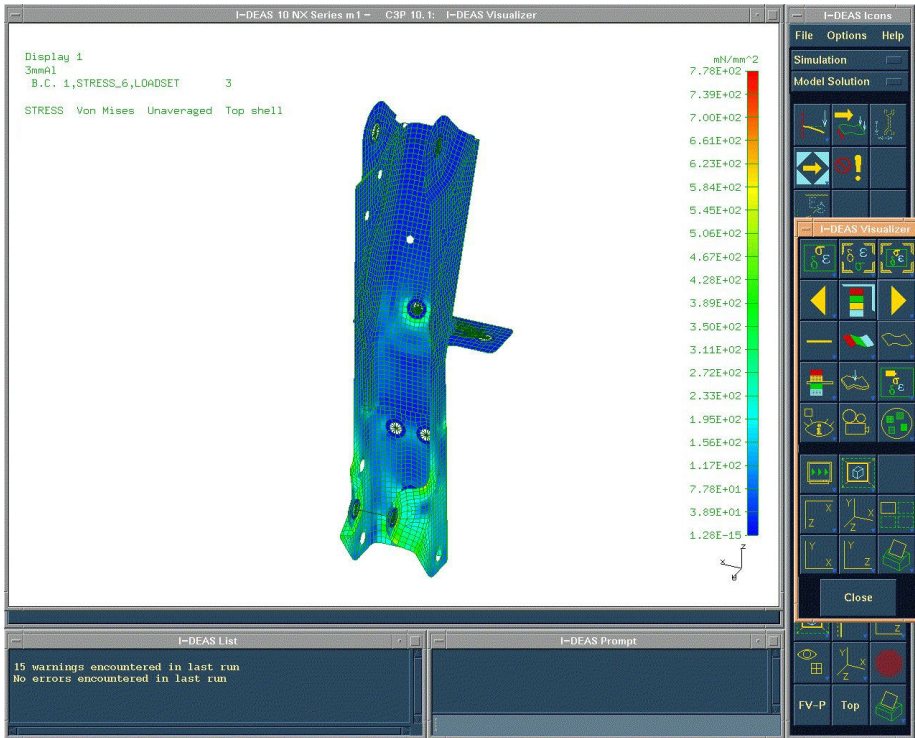 I-DEAS 10 NX Series m1 - C3P 10.1: I-DEAS Visualizer
Display 1
3mmAl
B.C. 1,STRESS_6,LOADSET 3
STRESS Von Mises Unaveraged Top shell
mN/mm^2
7.78E+02
7.39E+02
7.00E+02
6.61E+02
6.23E+02
5.84E+02
5.45E+02
5.06E+02
4.67E+02
4.28E+02
3.89E+02
3.50E+02
3.11E+02
2.72E+02
2.33E+02
1.95E+02
1.56E+02
1.17E+02
7.78E+01
3.89E+01
1.28E-15
Z
X
I-DEAS Icons
File Options Help
Simulation
Model Solution
I-DEAS Visualizer
σ ε δ
δ ε σ
σ ε δ
σ ε
i
X Z
Y X Z
Y X
Y Z
Close
Z
Y X Z
FV-P Top
I-DEAS List
15 warnings encountered in last run
No errors encountered in last run
I-DEAS Prompt